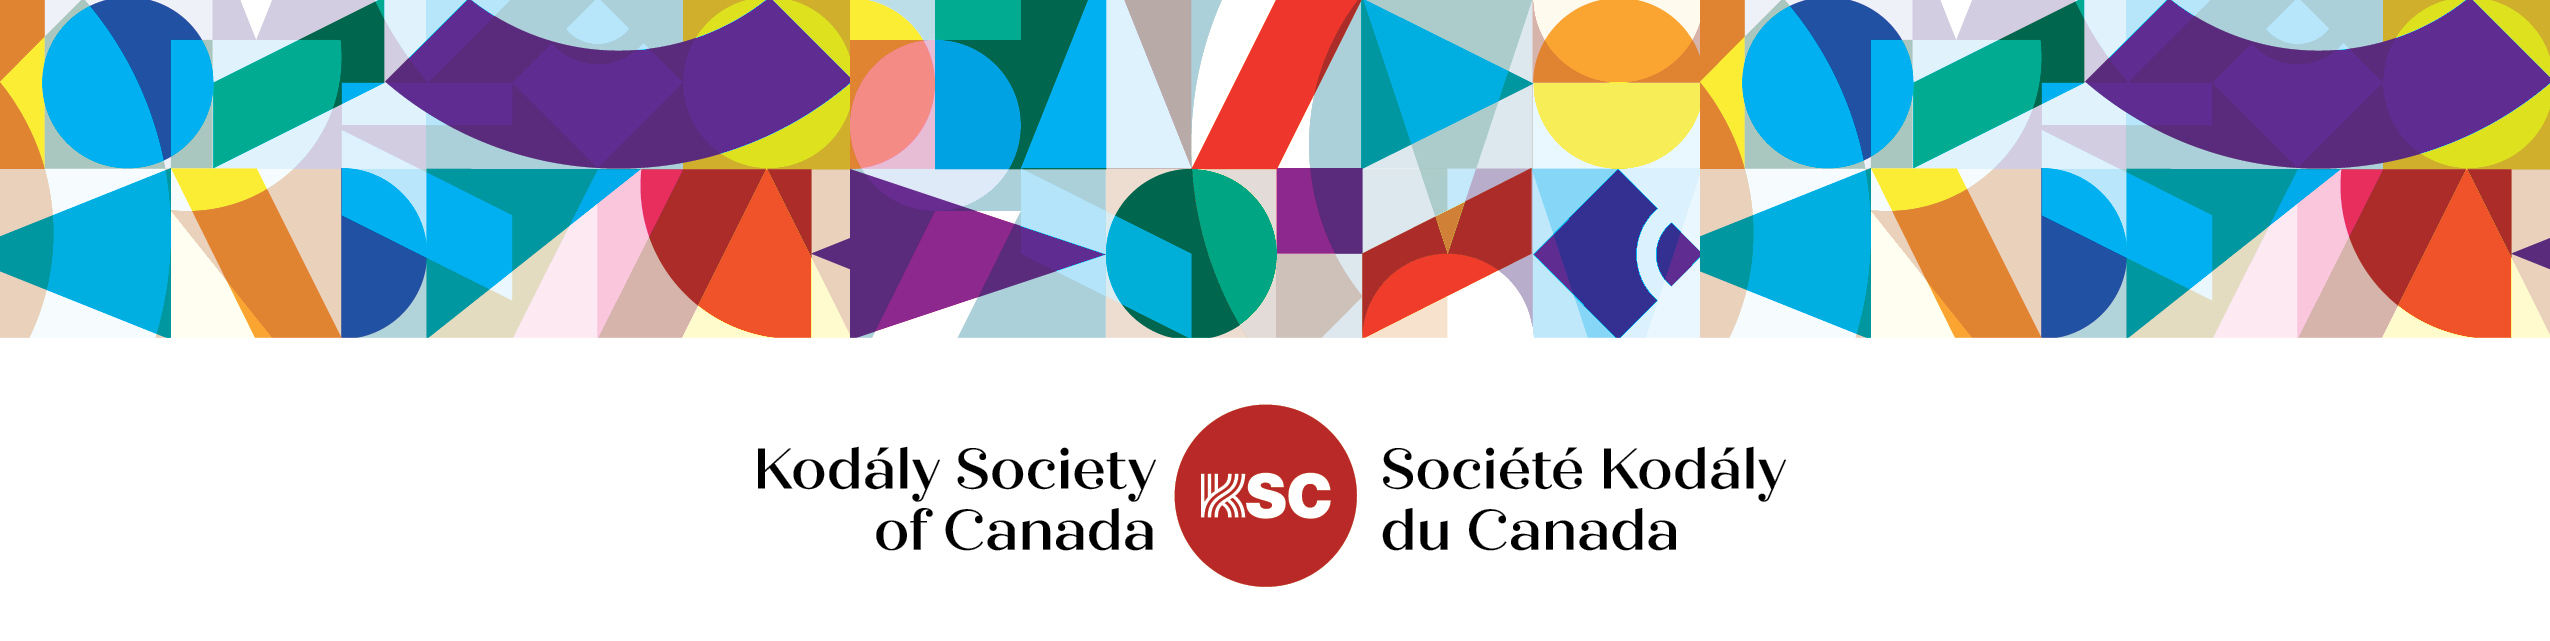 Kodály Society
of Canada
KSC
Société Kodály
du Canada